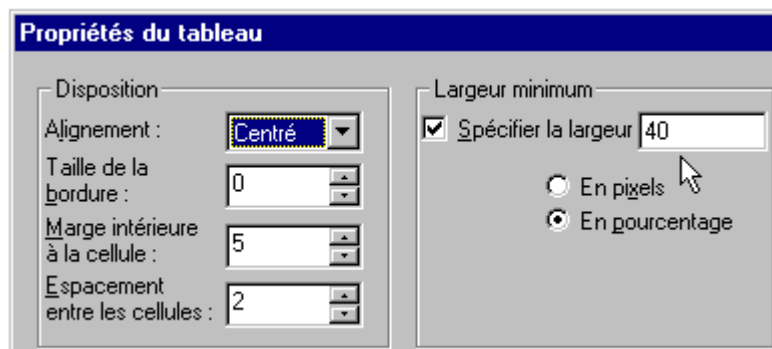 Propriétés du tableau
Disposition
Alignement :
Centré
Taille de la
bordure :
0
Marge intérieure
à la cellule :
5
Espacement
entre les cellules :
2
Largeur minimum
Spécifier la largeur 40
En pixels
En pourcentage